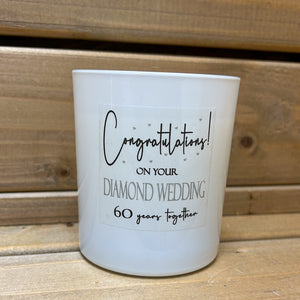 Congratulations!
ON YOUR
DIAMOND WEDDING
60 years together